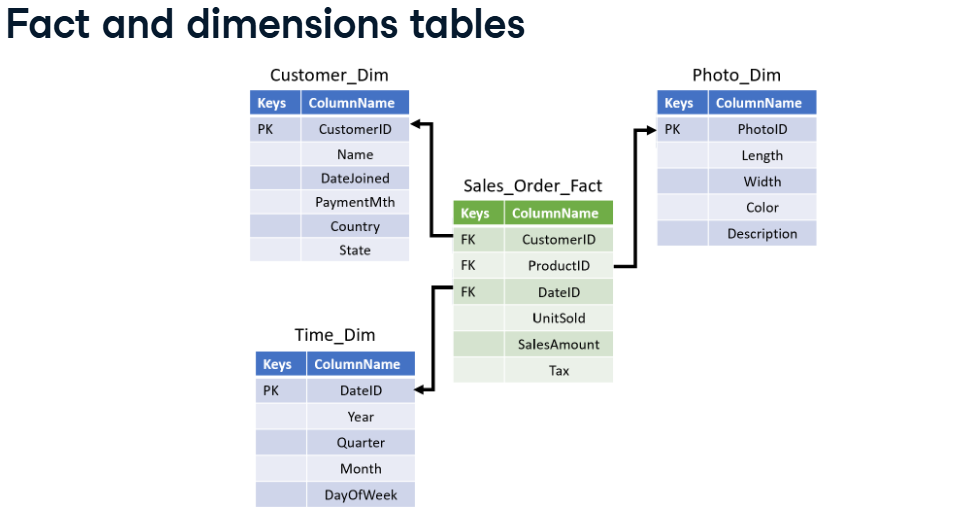 Fact and dimensions tables
Customer_Dim
Keys ColumnName
PK CustomerID
Name
DateJoined
PaymentMth
Country
State
Photo_Dim
Keys ColumnName
PK PhotoID
Length
Width
Color
Description
Sales_Order_Fact
Keys ColumnName
FK CustomerID
FK ProductID
FK DateID
UnitSold
SalesAmount
Tax
Time_Dim
Keys ColumnName
PK DateID
Year
Quarter
Month
DayOfWeek